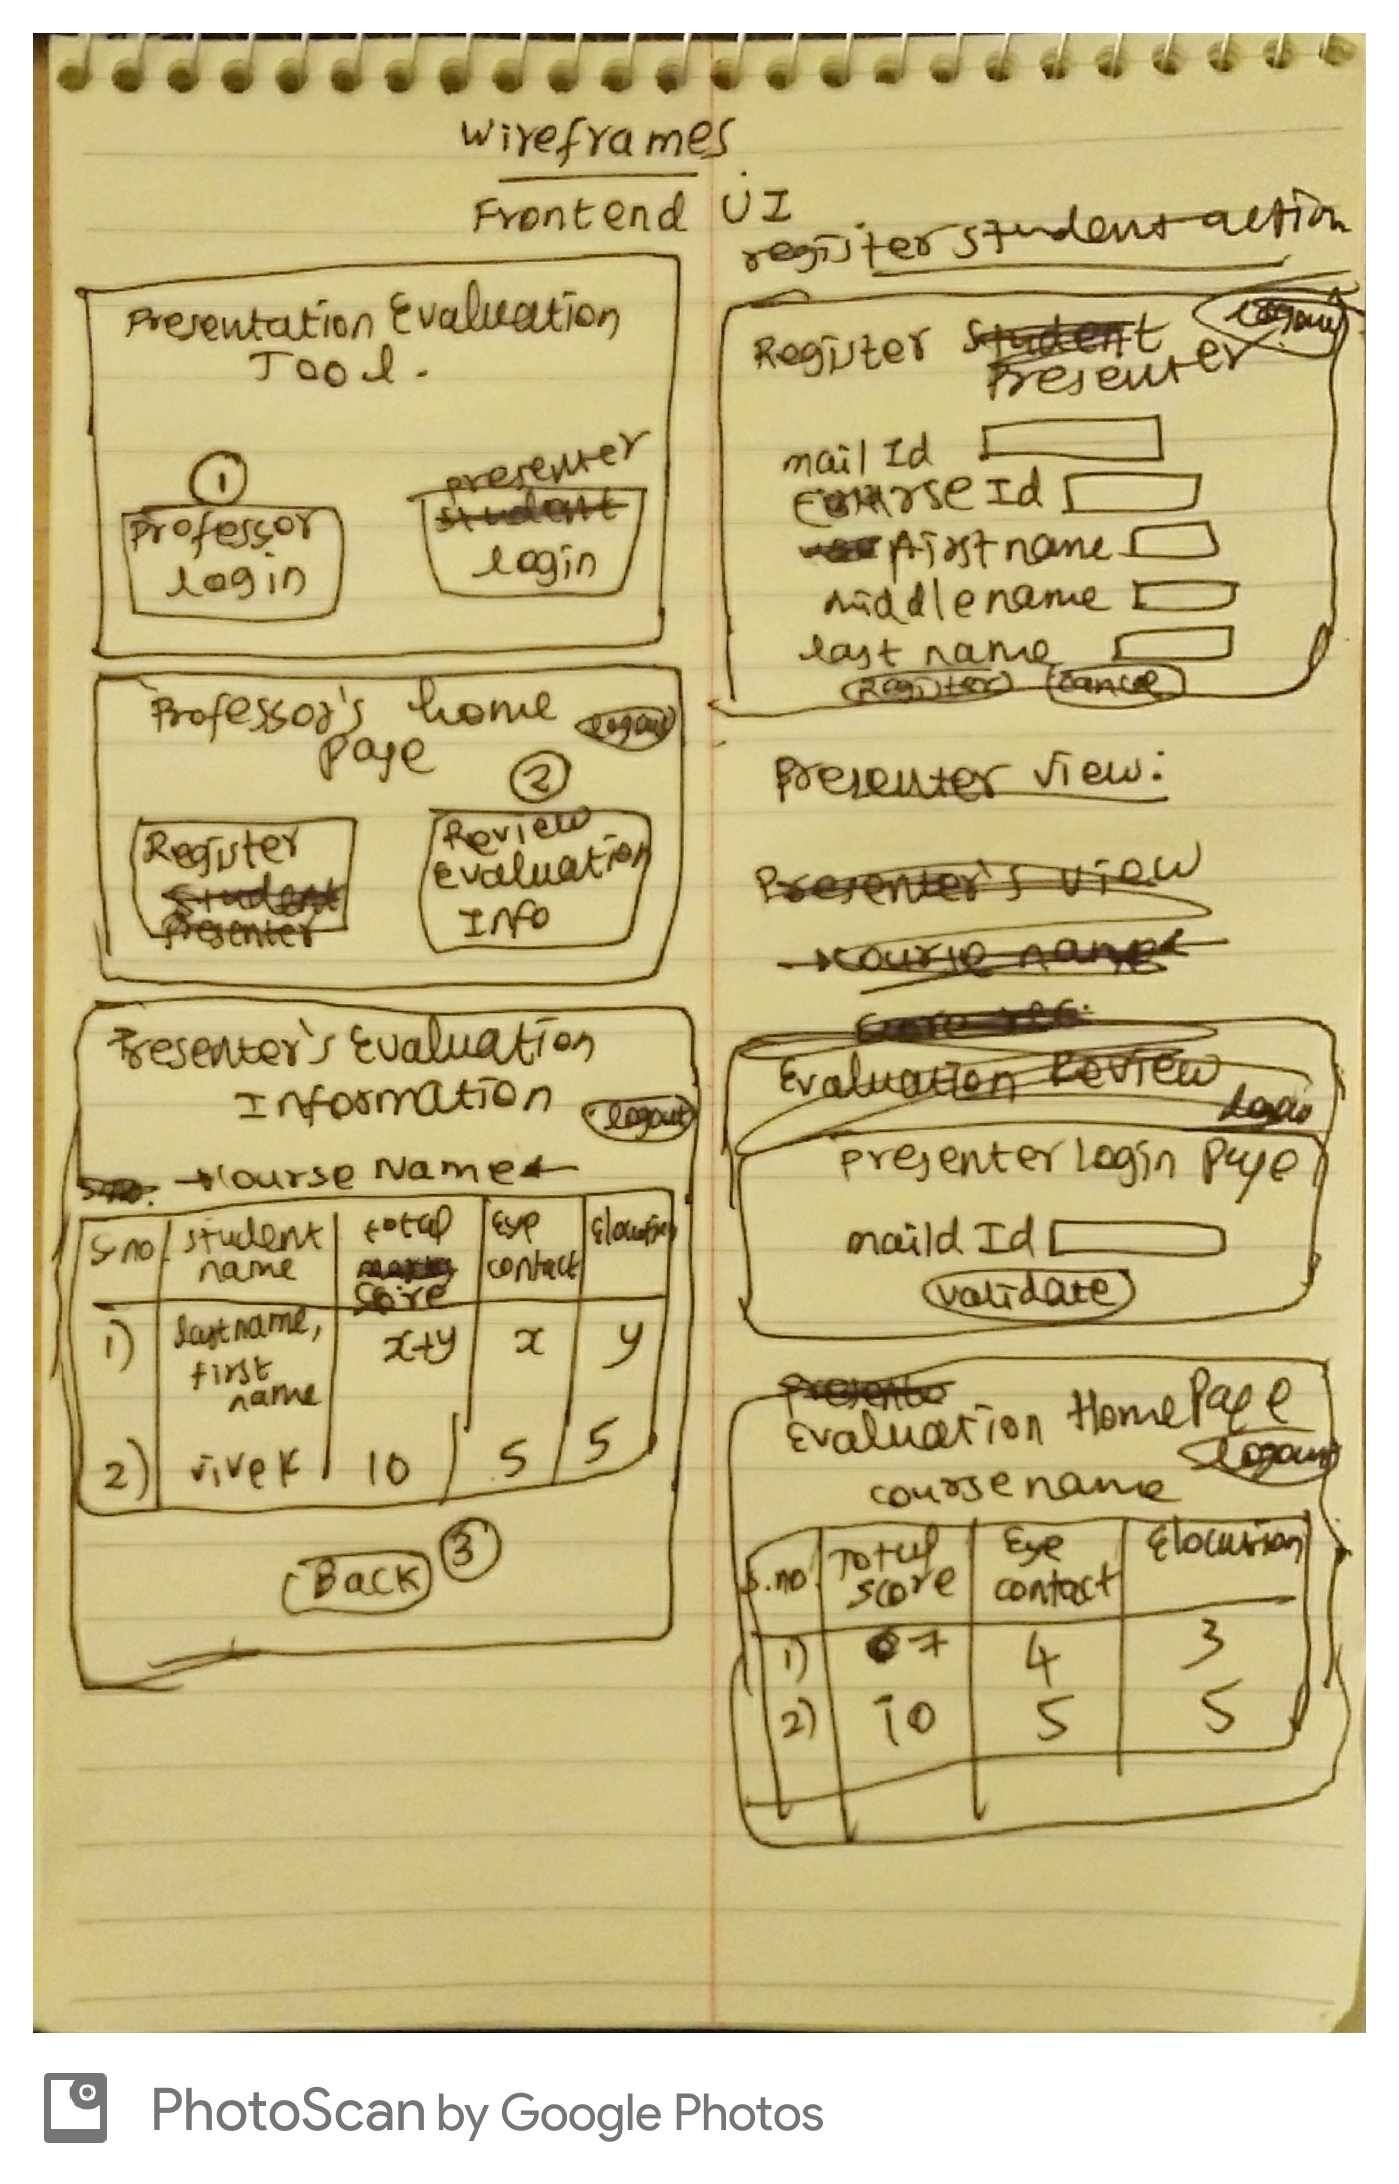 Wireframes
Frontend UI
Presentation Evaluation
Tool.
1
Professor
login
presenter
student
login
Professor's home
page
logout
2
Register
Student
Presenter
Review
Evaluation
Info
Presenter's Evaluation
Information
logout
S.no.
Course Name
S.no. student name total marks score Eye contact Elocution
1) lastname, first name x+y x y
2) vivek 10 5 5
Back 3
register student action
logout
Register Student
Presenter
mail Id
Course Id
first name
middle name
last name
Register cancel
Presenter view:
Presenter's view
course name
Evaluation Review
presenter login page
maild Id
validate
Presente
Evaluation Home Page
logout
course name
S.no. Total score Eye contact Elocution
1) 07 4 3
2) 10 5 5
PhotoScan by Google Photos